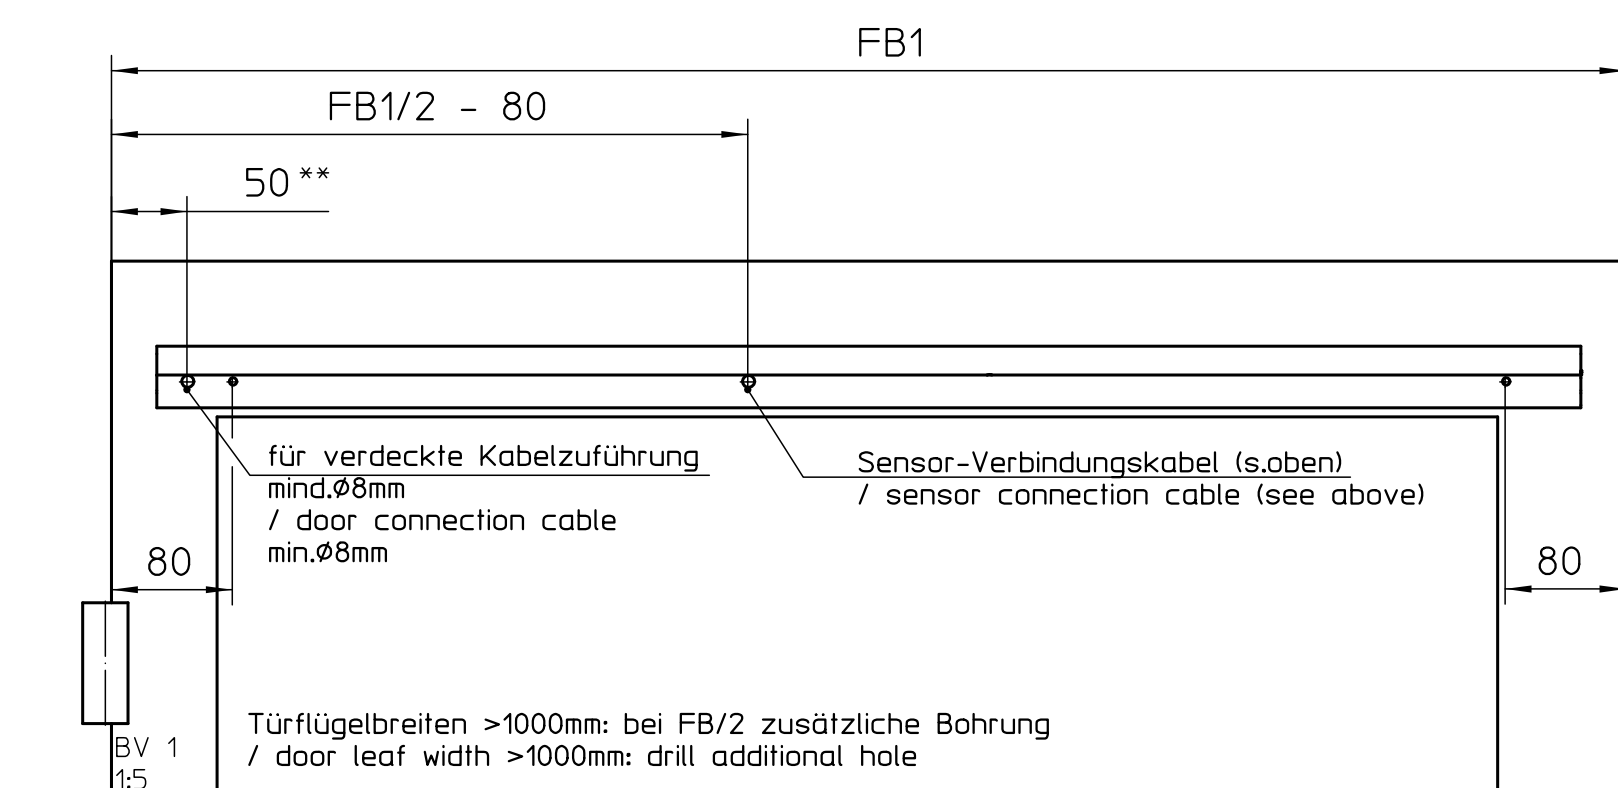 FB1
FB1/2 - 80
50**
für verdeckte Kabelzuführung
mind.Ø8mm
/ door connection cable
min.Ø8mm
Sensor-Verbindungskabel (s.oben)
/ sensor connection cable (see above)
80
80
Türflügelbreiten >1000mm: bei FB/2 zusätzliche Bohrung
/ door leaf width >1000mm: drill additional hole
BV 1
1:5